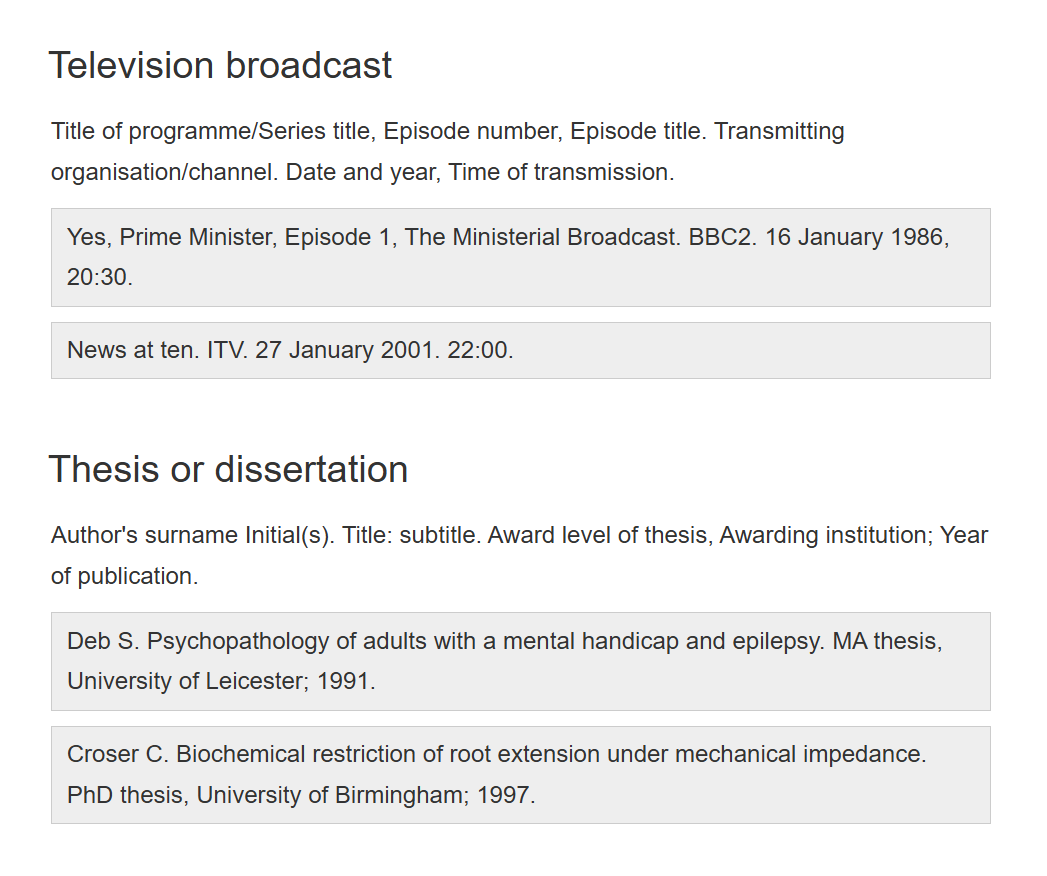 Television broadcast
Title of programme/Series title, Episode number, Episode title. Transmitting
organisation/channel. Date and year, Time of transmission.
Yes, Prime Minister, Episode 1, The Ministerial Broadcast. BBC2. 16 January 1986,
20:30.
News at ten. ITV. 27 January 2001. 22:00.
Thesis or dissertation
Author's surname Initial(s). Title: subtitle. Award level of thesis, Awarding institution; Year
of publication.
Deb S. Psychopathology of adults with a mental handicap and epilepsy. MA thesis,
University of Leicester; 1991.
Croser C. Biochemical restriction of root extension under mechanical impedance.
PhD thesis, University of Birmingham; 1997.